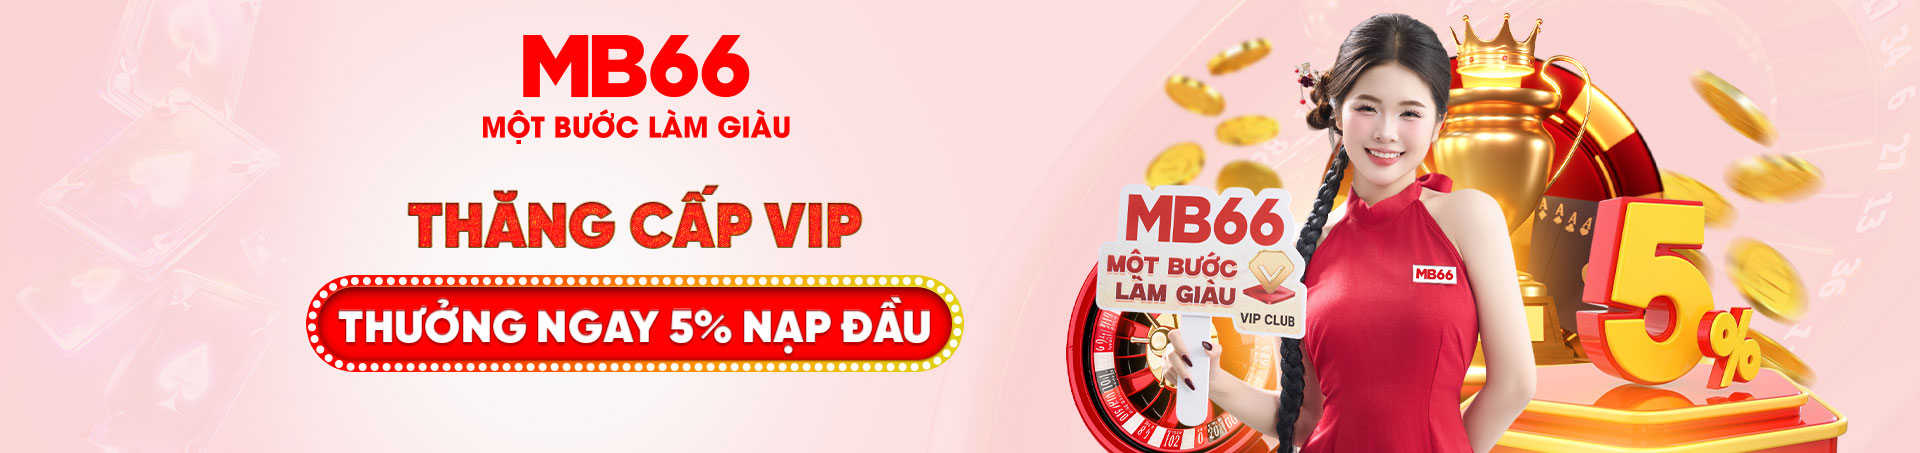 MB66
MỘT BƯỚC LÀM GIÀU
THĂNG CẤP VIP
THƯỞNG NGAY 5% NẠP ĐẦU
MB66
MỘT BƯỚC
LÀM GIÀU
VIP CLUB
MB66
5%